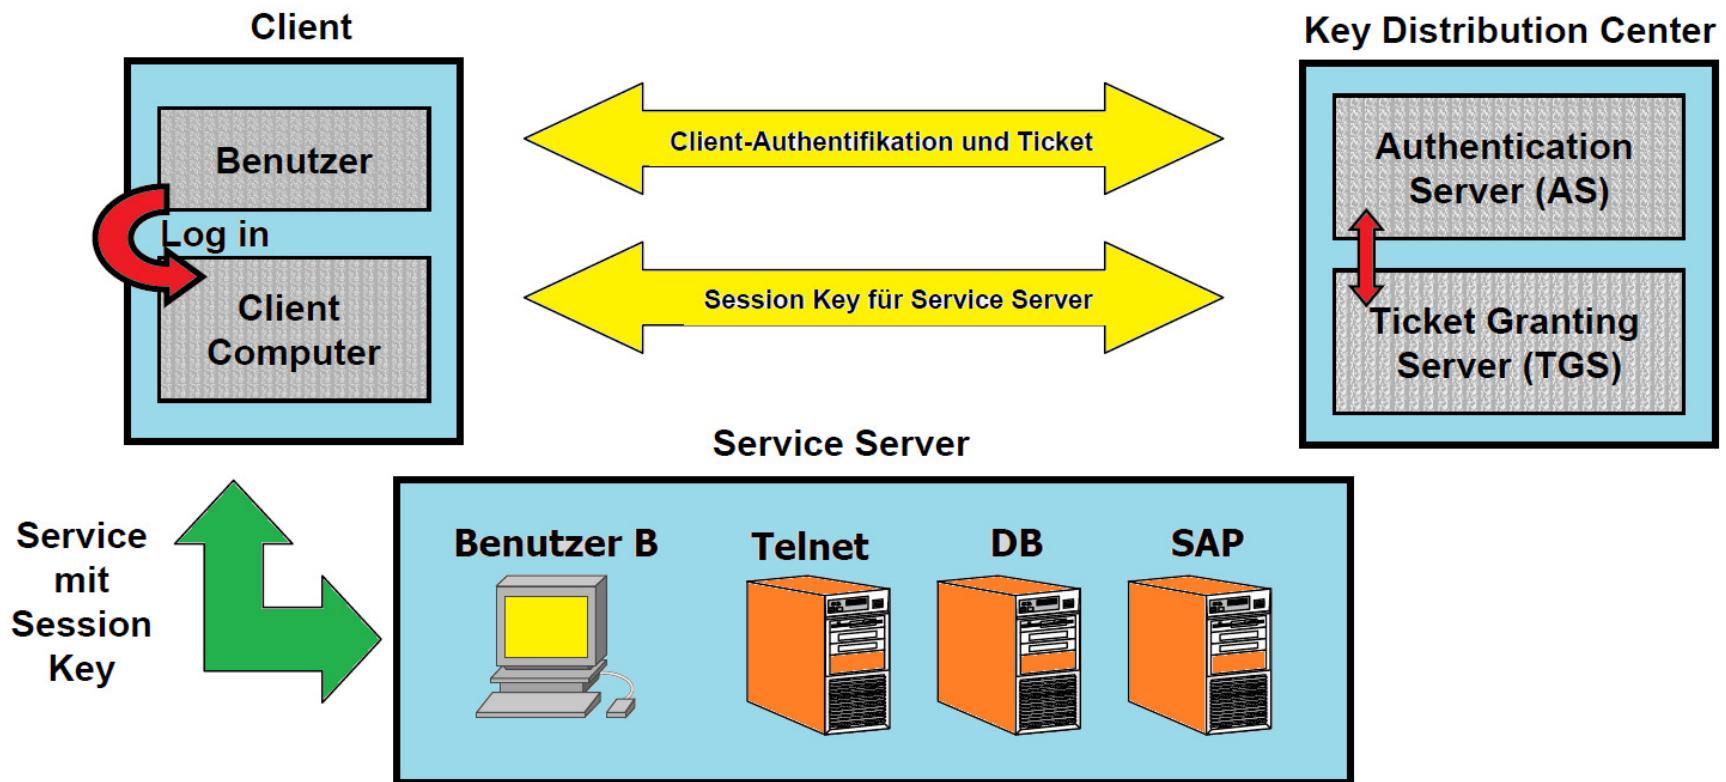 Client
Key Distribution Center
Benutzer
Log in
Client
Computer
Client-Authentifikation und Ticket
Session Key für Service Server
Authentication
Server (AS)
Ticket Granting
Server (TGS)
Service Server
Service
mit
Session
Key
Benutzer B
Telnet
DB
SAP